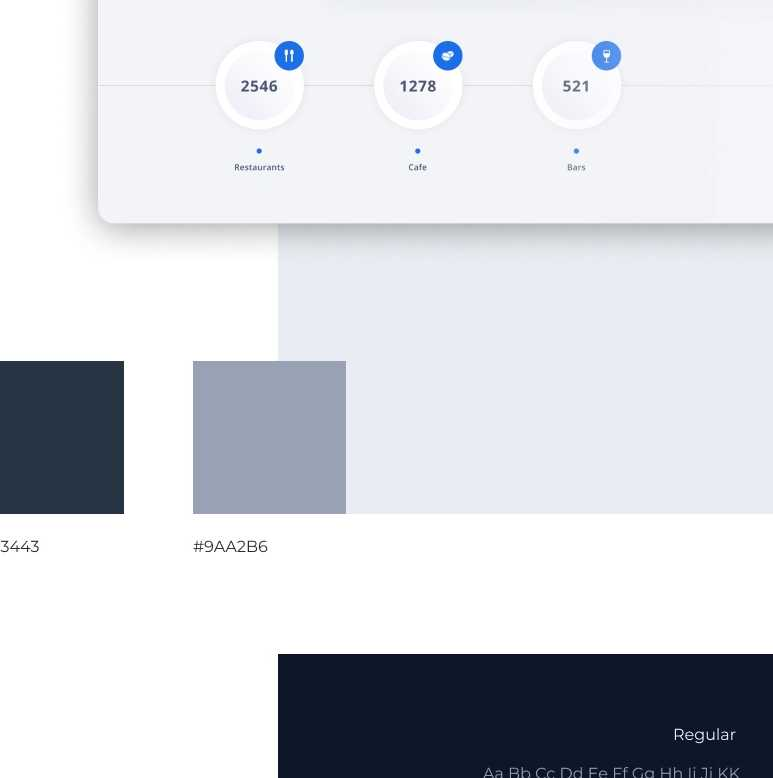 2546 1278 521
Restaurants Cafe Bars
3443 #9AA2B6
Regular
Aa Bb Cc Dd Ee Ff Gg Hh Ii Jj KK